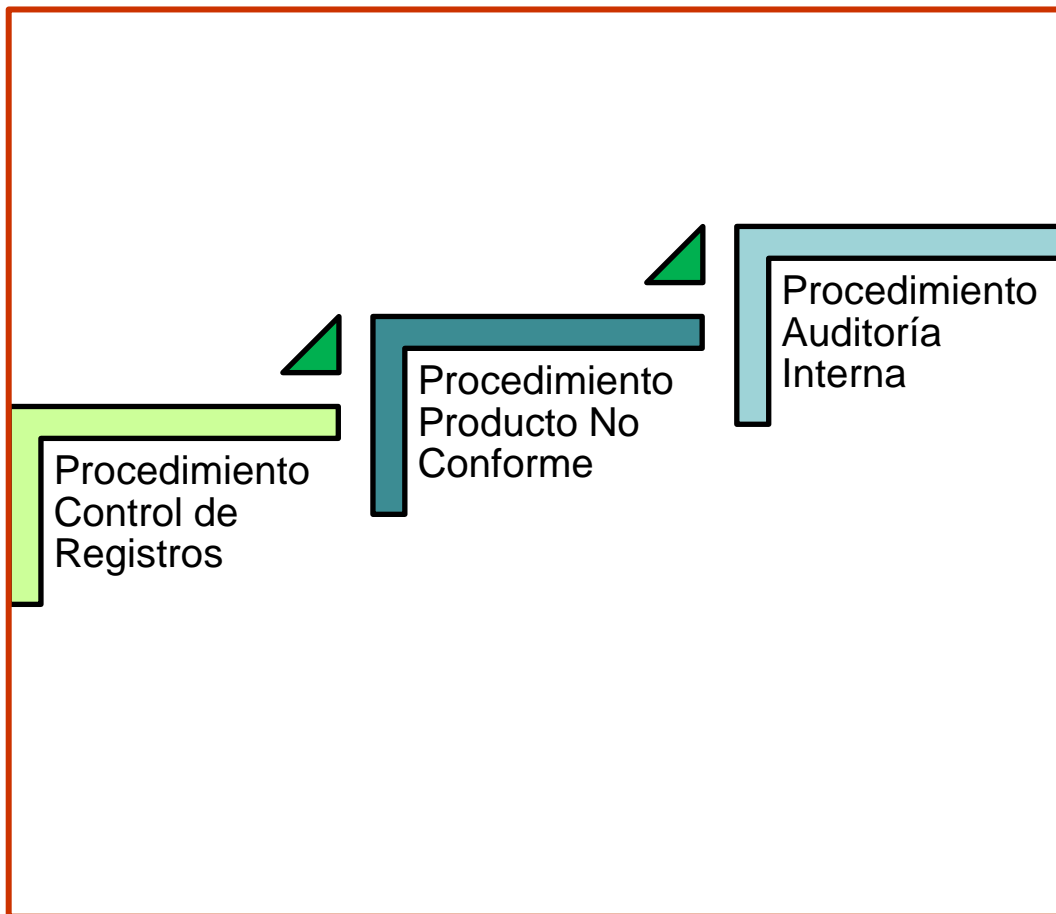 Procedimiento
Control de
Registros
Procedimiento
Producto No
Conforme
Procedimiento
Auditoría
Interna